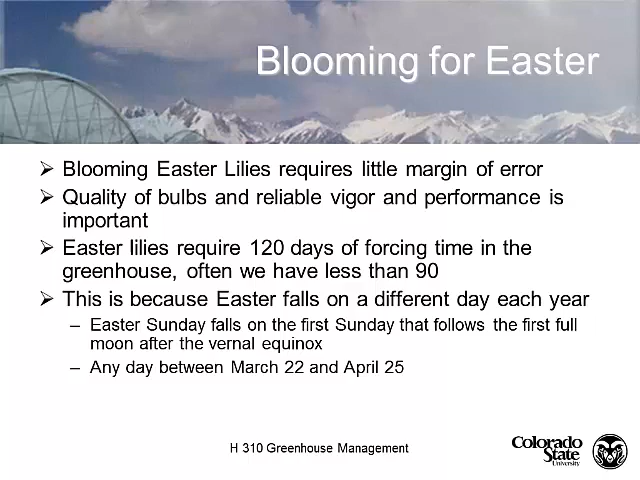 Blooming for Easter
➢ Blooming Easter Lilies requires little margin of error
➢ Quality of bulbs and reliable vigor and performance is
important
➢ Easter lilies require 120 days of forcing time in the
greenhouse, often we have less than 90
➢ This is because Easter falls on a different day each year
– Easter Sunday falls on the first Sunday that follows the first full
moon after the vernal equinox
– Any day between March 22 and April 25
H 310 Greenhouse Management
Colorado
State
University